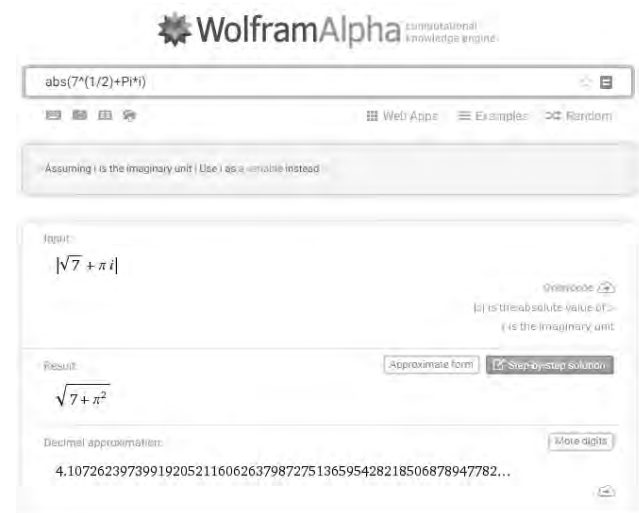 WolframAlpha computational knowledge engine
abs(7^(1/2)+Pi*i)
Web Apps Examples Random
Assuming i is the imaginary unit | Use i as a variable instead
Input:
|√7 + π i|
Open code
|z| is the absolute value of z
i is the imaginary unit
Result: Approximate form Step-by-step solution
√(7 + π²)
Decimal approximation: More digits
4.107262397399192052116062637987275136595428218506878947782...